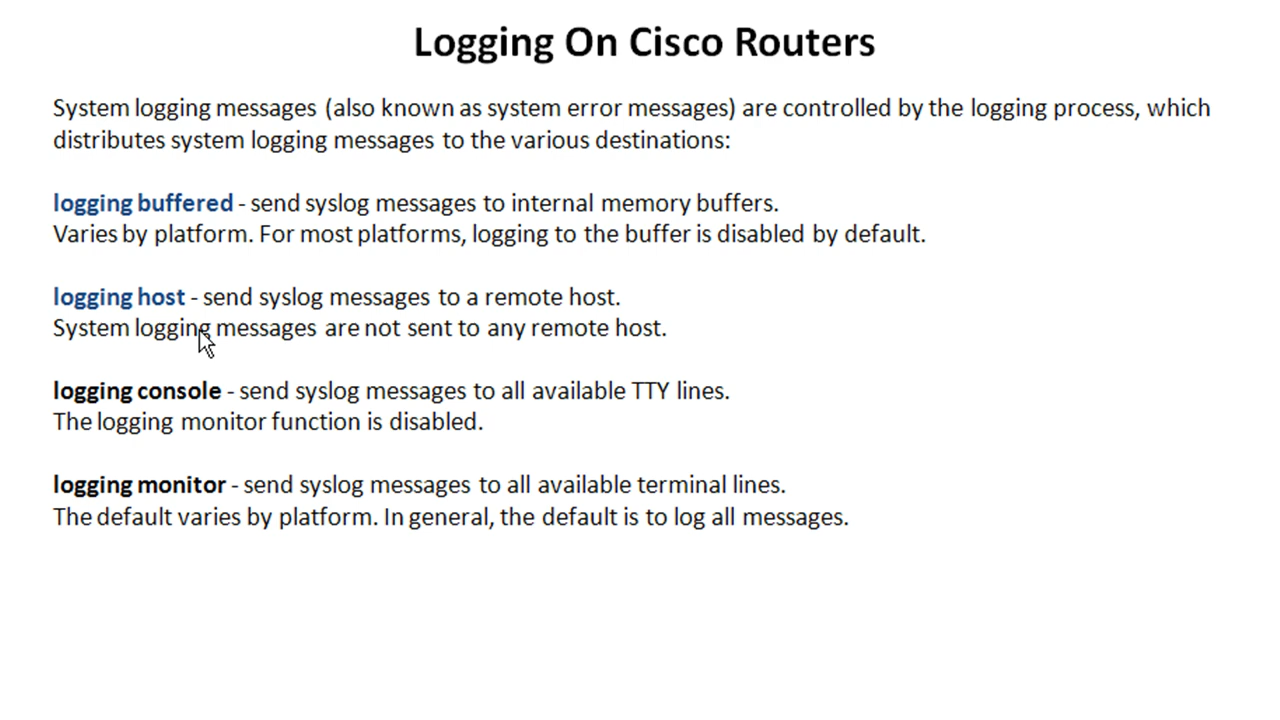 Logging On Cisco Routers
System logging messages (also known as system error messages) are controlled by the logging process, which
distributes system logging messages to the various destinations:
logging buffered - send syslog messages to internal memory buffers.
Varies by platform. For most platforms, logging to the buffer is disabled by default.
logging host - send syslog messages to a remote host.
System logging messages are not sent to any remote host.
logging console - send syslog messages to all available TTY lines.
The logging monitor function is disabled.
logging monitor - send syslog messages to all available terminal lines.
The default varies by platform. In general, the default is to log all messages.